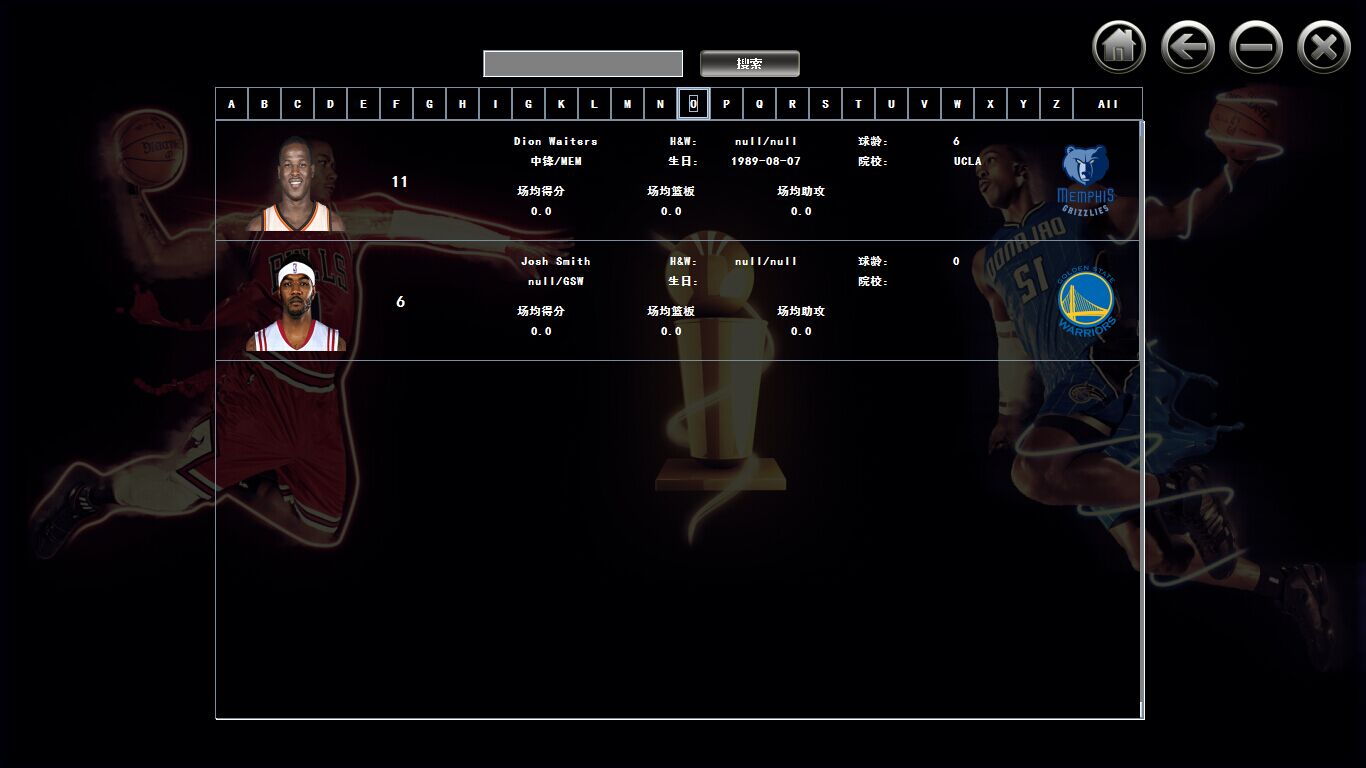 搜索
A B C D E F G H I G K L M N O P Q R S T U V W X Y Z All
Dion Waiters H&W: null/null 球龄: 6
11 中锋/MEM 生日: 1989-08-07 院校: UCLA
场均得分 场均篮板 场均助攻
0.0 0.0 0.0
MEMPHIS
GRIZZLIES
Josh Smith H&W: null/null 球龄: 0
6 null/GSW 生日: 院校:
场均得分 场均篮板 场均助攻
0.0 0.0 0.0
GOLDEN STATE
WARRIORS
BULLS